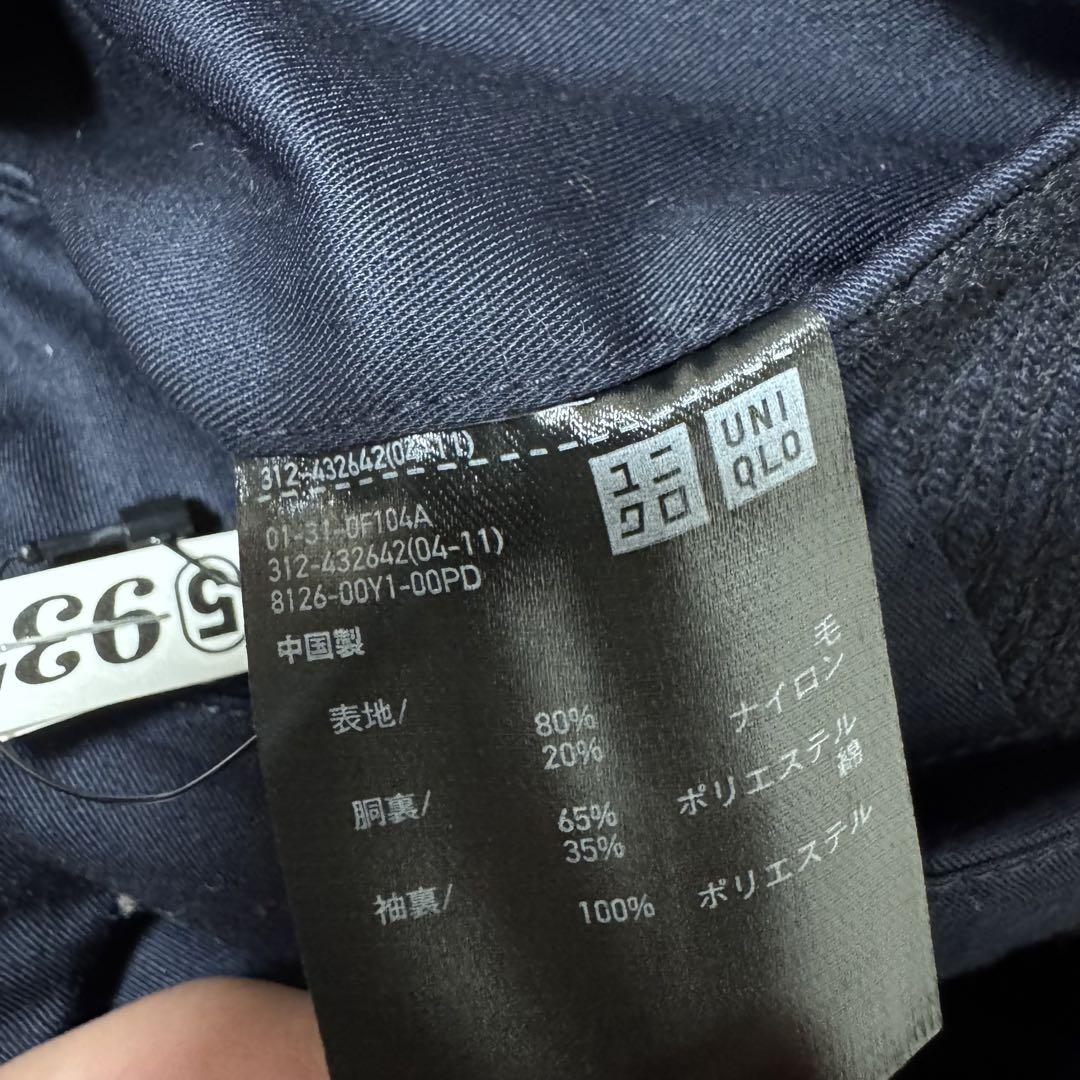 312-432642(04-11)
ユニ
クロ
UNI
QLO
01-31-0F104A
312-432642(04-11)
8126-00Y1-00PD
中国製
表地/ 80% 毛
20% ナイロン
胴裏/ 65% ポリエステル
35% 綿
袖裏/ 100% ポリエステル
5